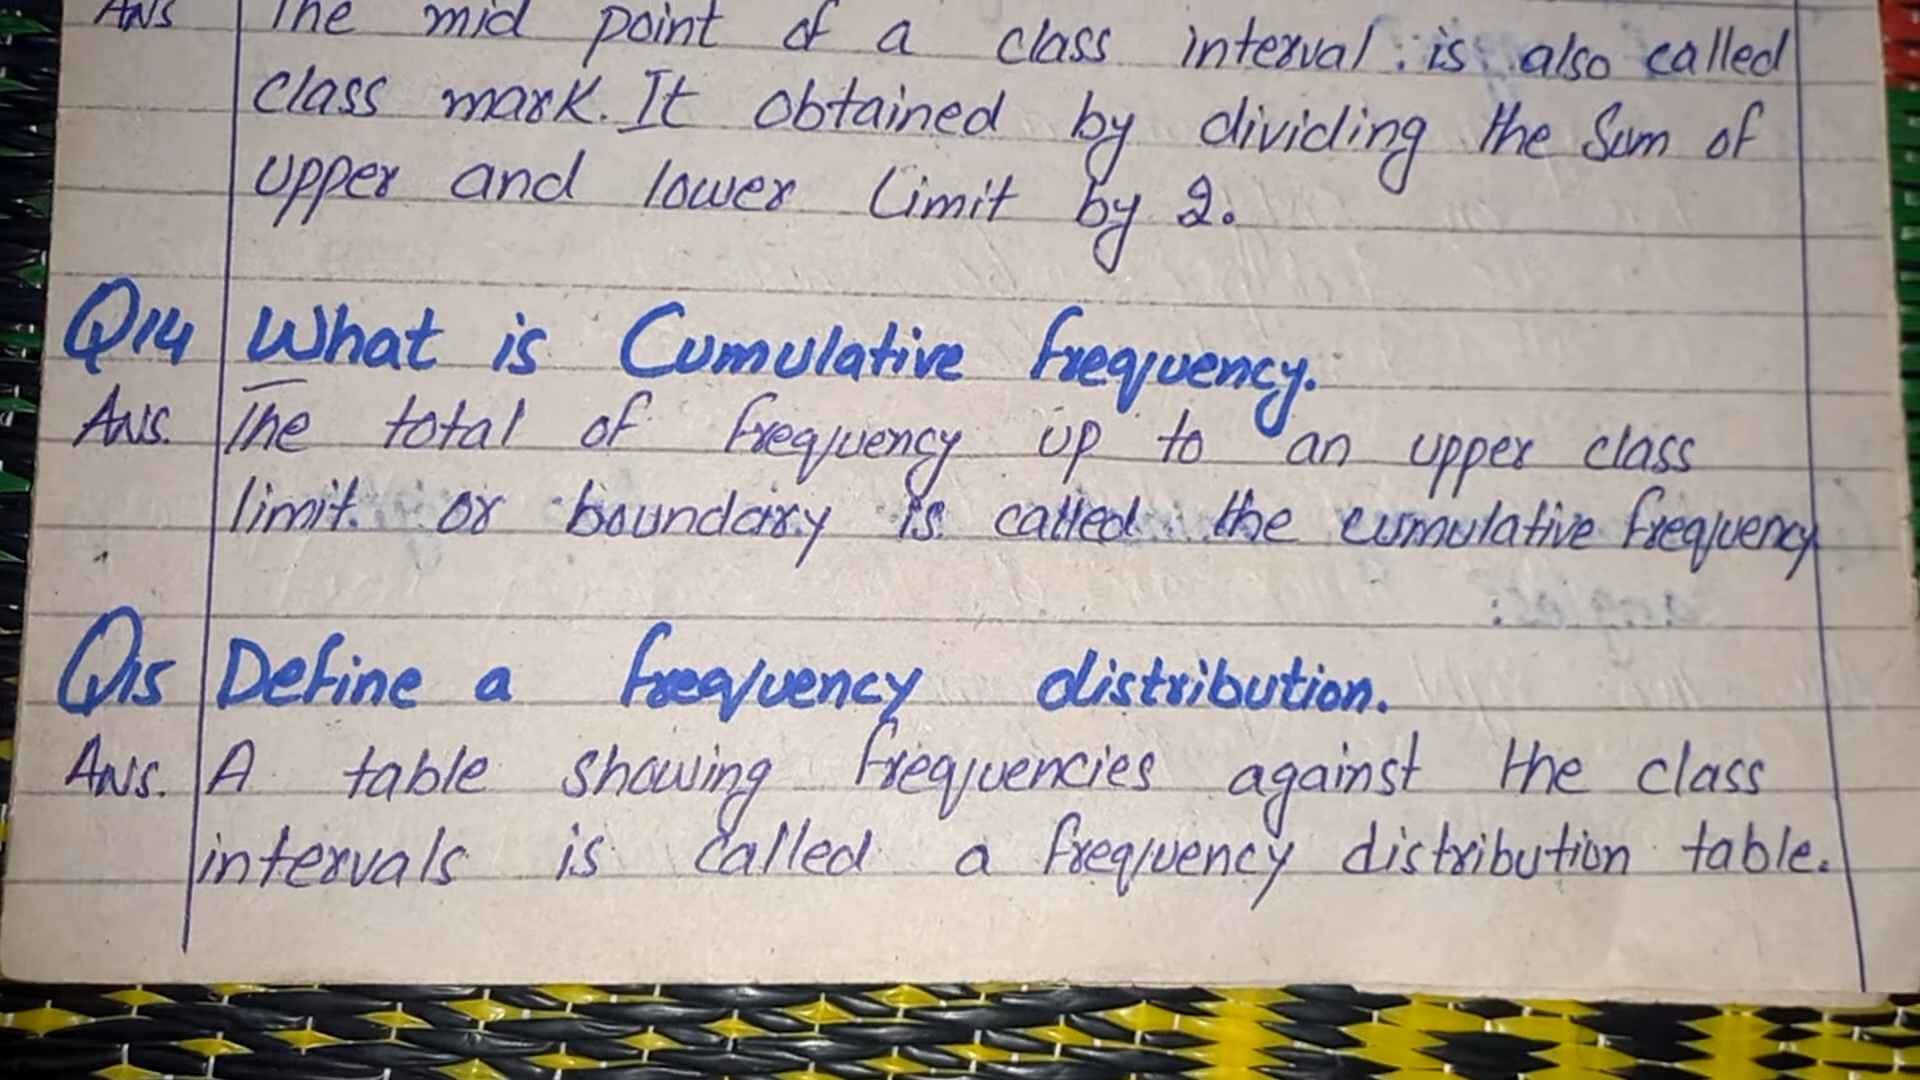 Ans The mid point of a class interval is also called
class mark. It obtained by dividing the Sum of
upper and lower limit by 2.
Q14 What is Cumulative frequency.
Ans. The total of frequency up to an upper class
limit or boundary is called the cumulative frequency
Q15 Define a frequency distribution.
Ans. A table showing frequencies against the class
intervals is called a frequency distribution table.